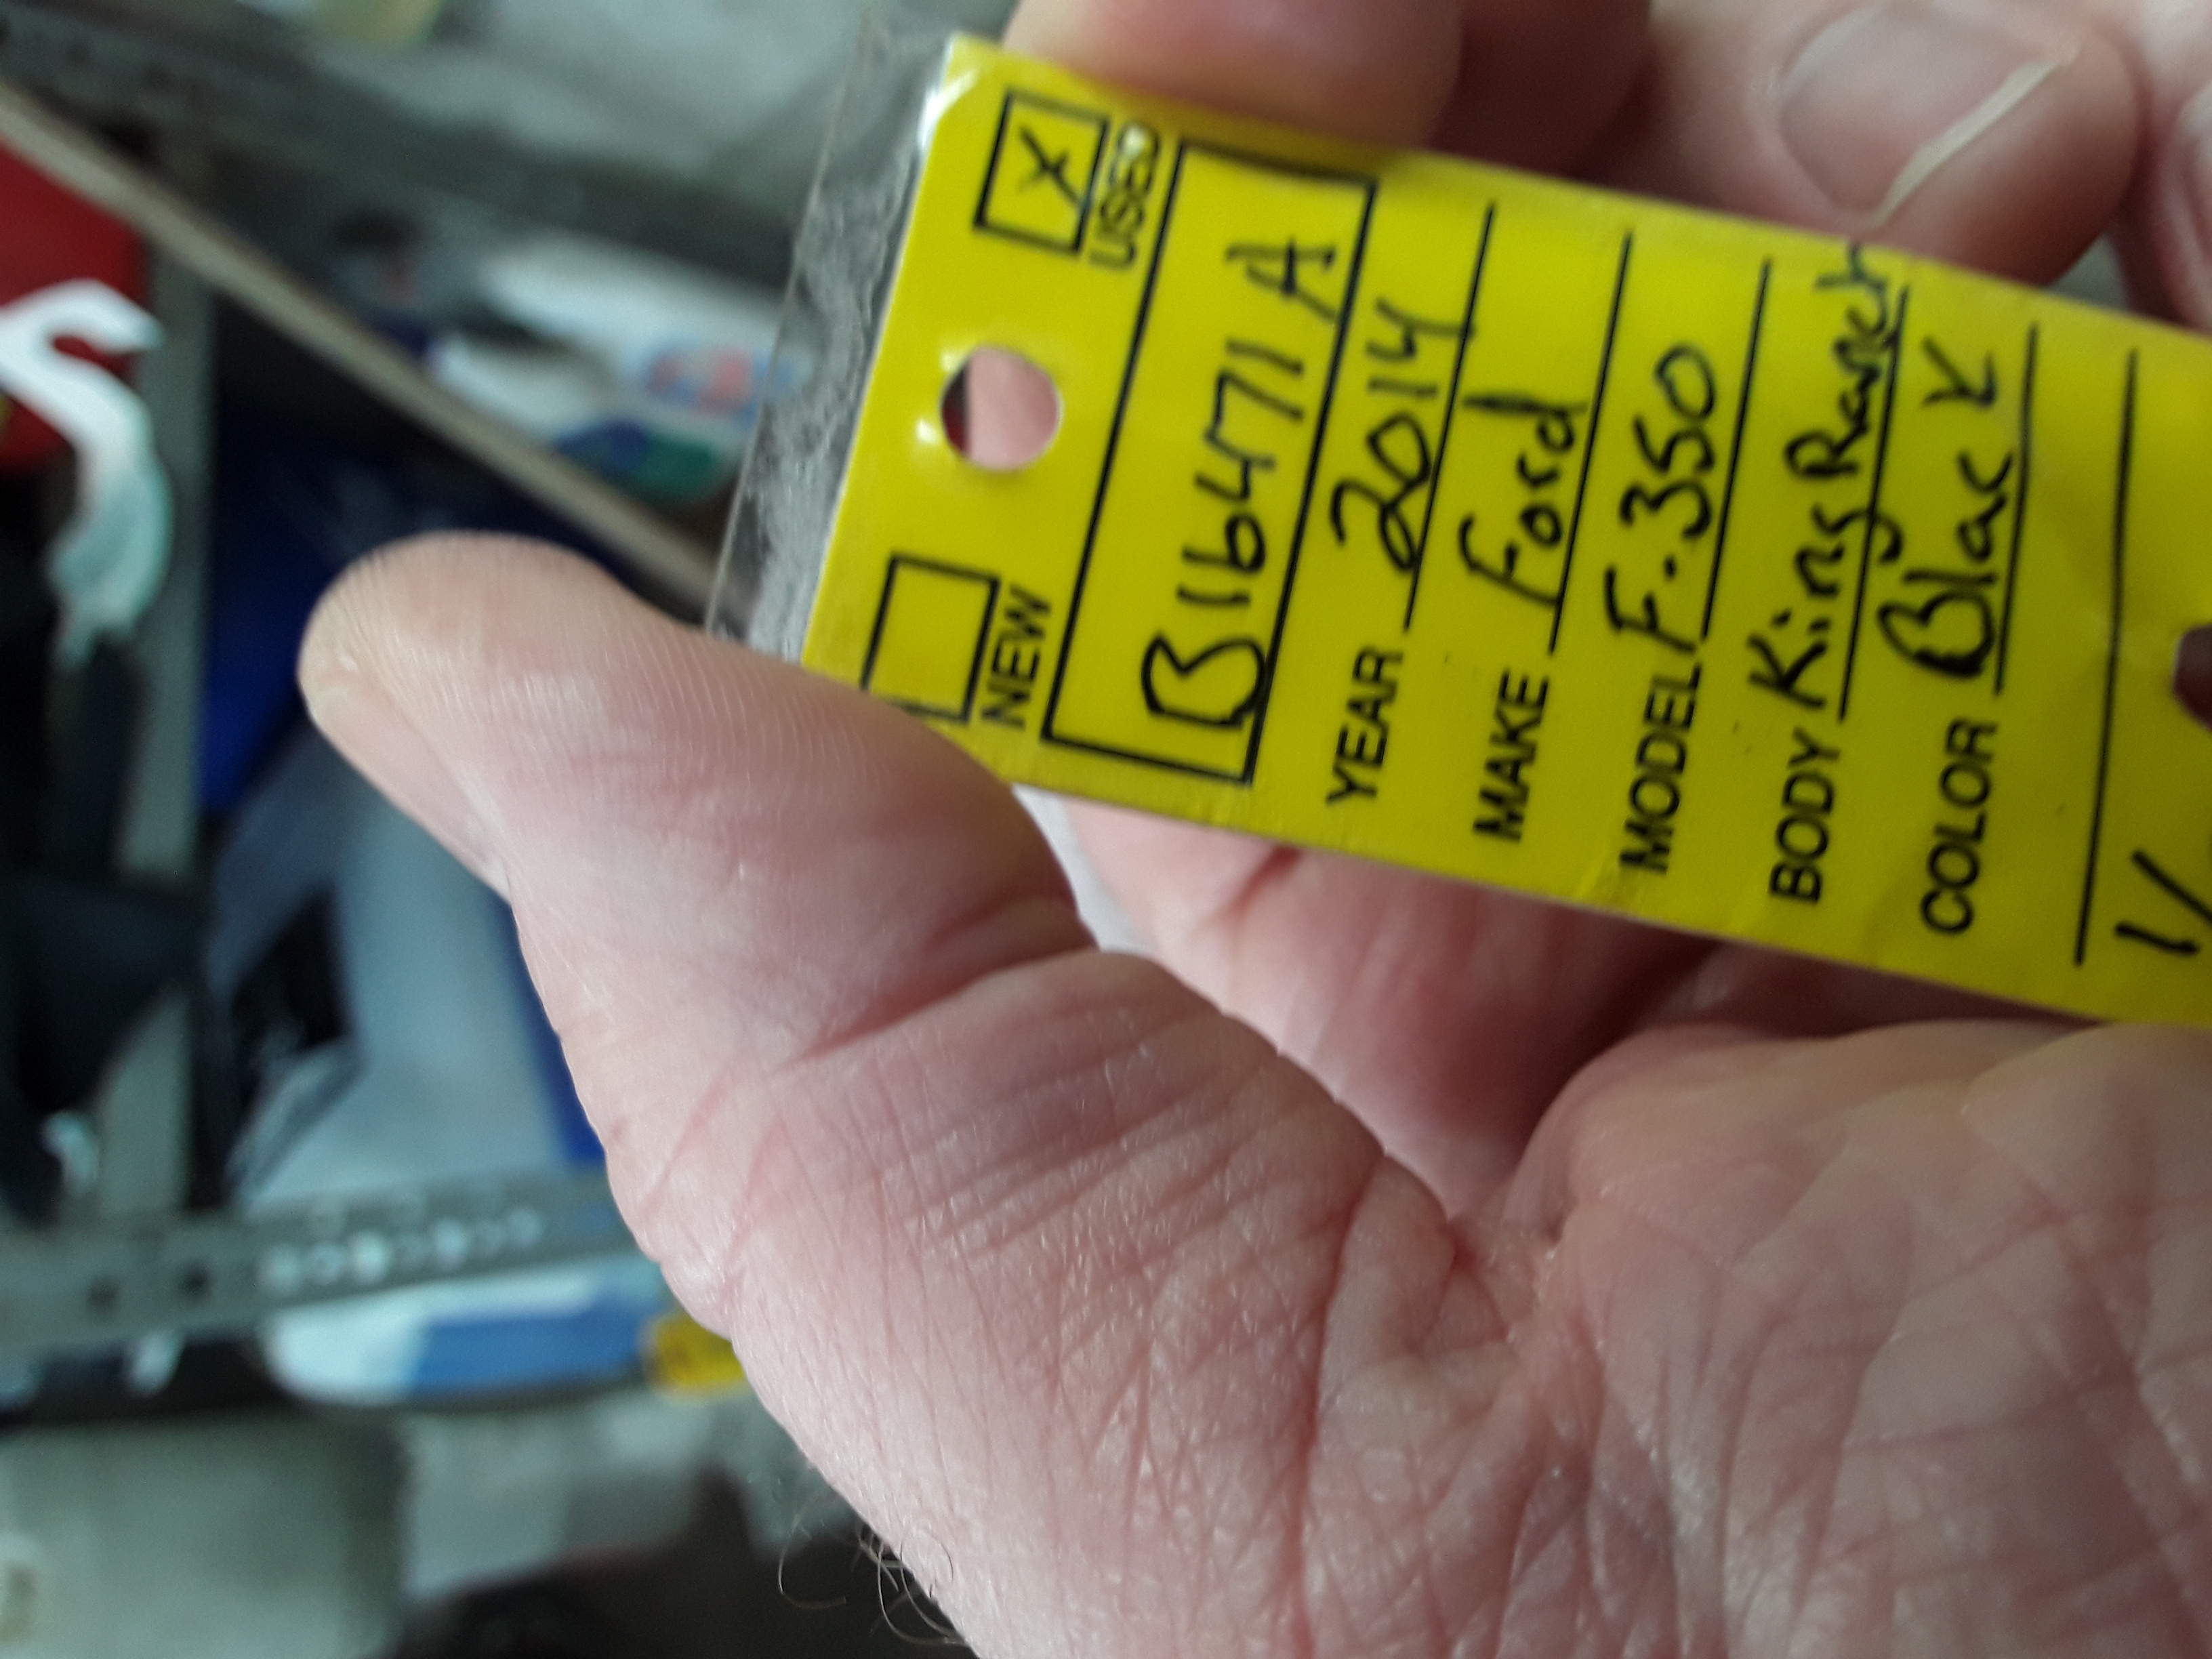 X
NEW USED
B16471A
YEAR 2014
MAKE Ford
MODEL F-350
BODY King Ranch
COLOR Black